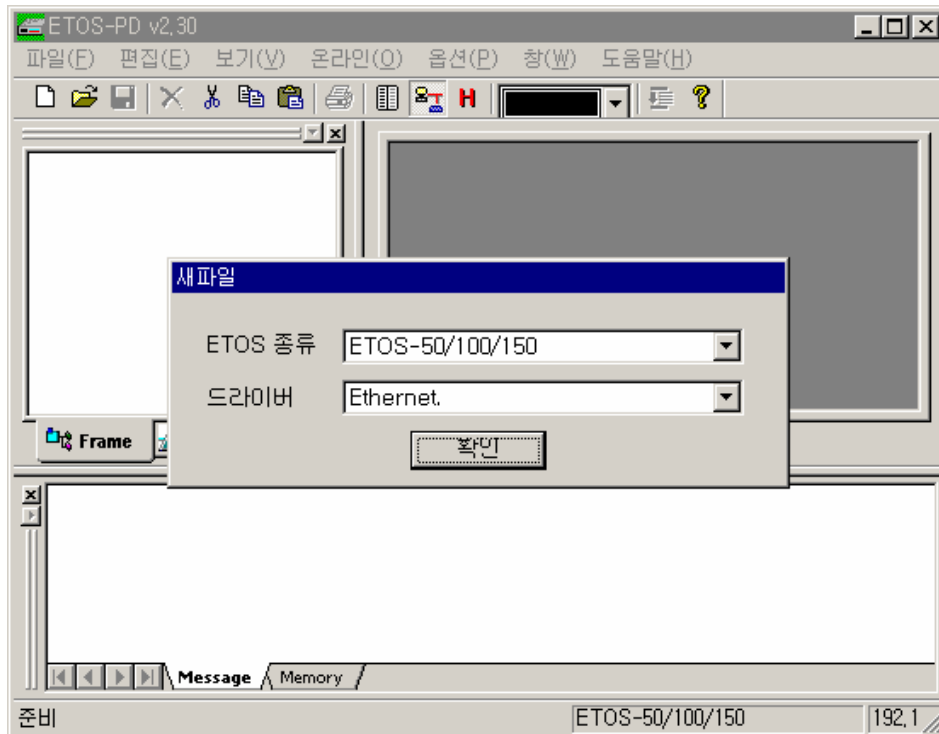 ETOS-PD v2,30
파일(F) 편집(E) 보기(V) 온라인(O) 옵션(P) 창(W) 도움말(H)
H
새파일
ETOS 종류 ETOS-50/100/150
드라이버 Ethernet.
확인
Frame
Message Memory
준비 ETOS-50/100/150 192,1